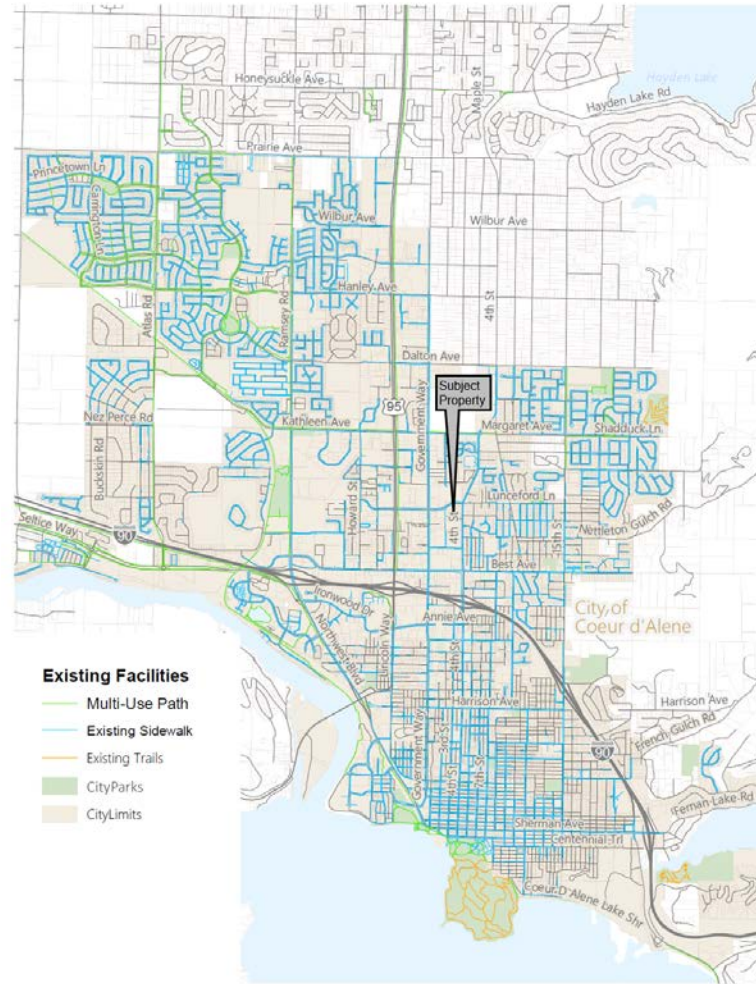 Honeysuckle Ave
Maple St
Hayden Lake
Hayden Lake Rd
Prairie Ave
Princetown Ln
Carrington Ln
Wilbur Ave
Wilbur Ave
Hanley Ave
Atlas Rd
Ramsey Rd
4th St
Dalton Ave
Subject
Property
95
Government Way
Nez Perce Rd
Kathleen Ave
Margaret Ave
Shadduck Ln
Buckskin Rd
Howard St
Lunceford Ln
4th St
15th St
Nettleton Gulch Rd
Seltice Way
90
Best Ave
Ironwood Dr
City of
Coeur d'Alene
Annie Ave
Northwest Blvd
Lincoln Way
4th St
Existing Facilities
Multi-Use Path
Existing Sidewalk
Existing Trails
CityParks
CityLimits
Harrison Ave
Harrison Ave
French Gulch Rd
90
Government Way
3rd St
4th St
7th St
Fernan Lake Rd
Sherman Ave
Centennial Trl
Coeur D'Alene Lake Shr